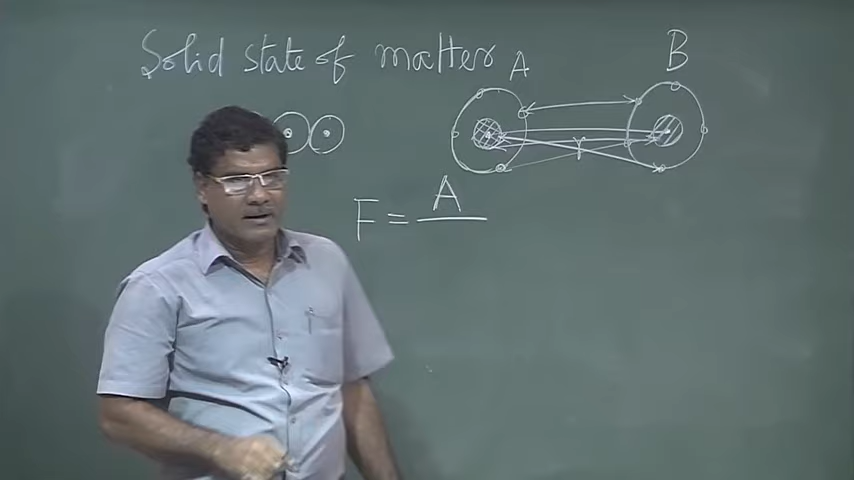 Solid state of matter
A
B
r
F = A